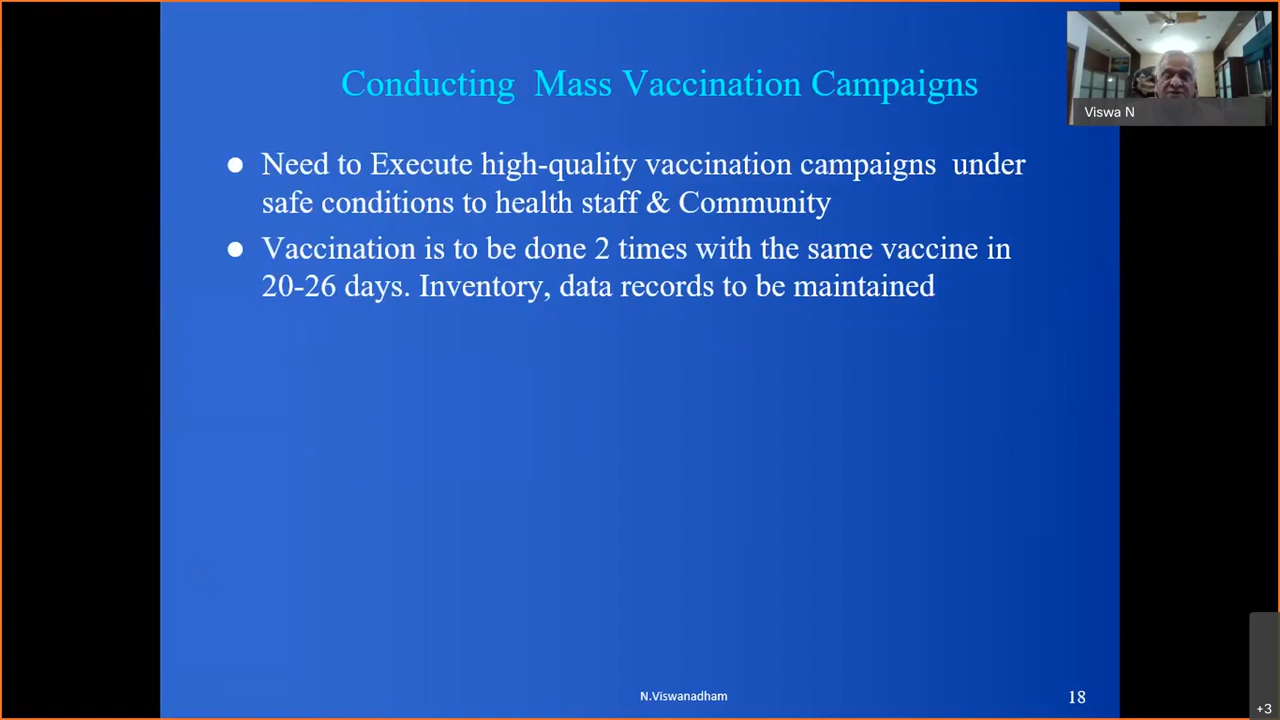 Conducting Mass Vaccination Campaigns
Viswa N
● Need to Execute high-quality vaccination campaigns under
safe conditions to health staff & Community
● Vaccination is to be done 2 times with the same vaccine in
20-26 days. Inventory, data records to be maintained
N.Viswanadham
18
+3